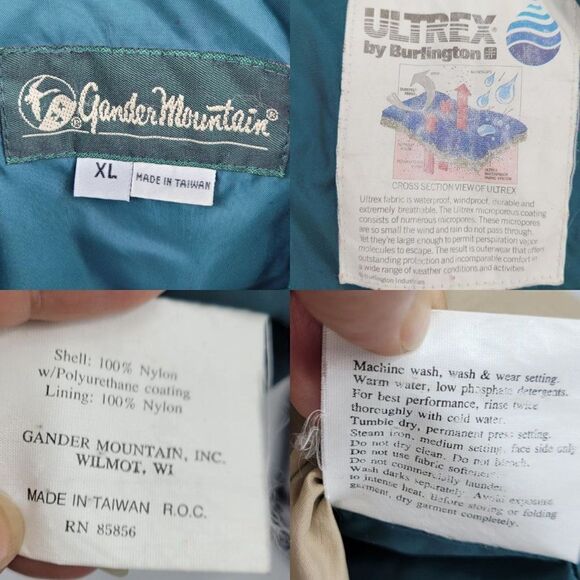 Gander Mountain®
XL
MADE IN TAIWAN
ULTREX®
by Burlington
CROSS SECTION VIEW OF ULTREX
Ultrex fabric is waterproof, windproof, durable and
extremely breathable. The Ultrex microporous coating
consists of numerous micropores. These micropores
are so small the wind and rain do not pass through.
Yet they're large enough to permit perspiration vapor
molecules to escape. The result is outerwear that offers
outstanding protection and incomparable comfort in
a wide range of weather conditions and activities
Burlington Industries
Shell: 100% Nylon
w/Polyurethane coating
Lining: 100% Nylon
GANDER MOUNTAIN, INC.
WILMOT, WI
MADE IN TAIWAN R.O.C.
RN 85856
Machine wash, wash & wear setting.
Warm water, low phosphate detergents.
For best performance, rinse twice
thoroughly with cold water.
Tumble dry, permanent press setting.
Steam iron, medium setting, face side only
Do not dry clean. Do not bleach.
Do not use fabric softener
Do not commercially launder
Wash darks separately. Avoid exposure
to intense heat. Before storing or folding
garment, dry garment completely.